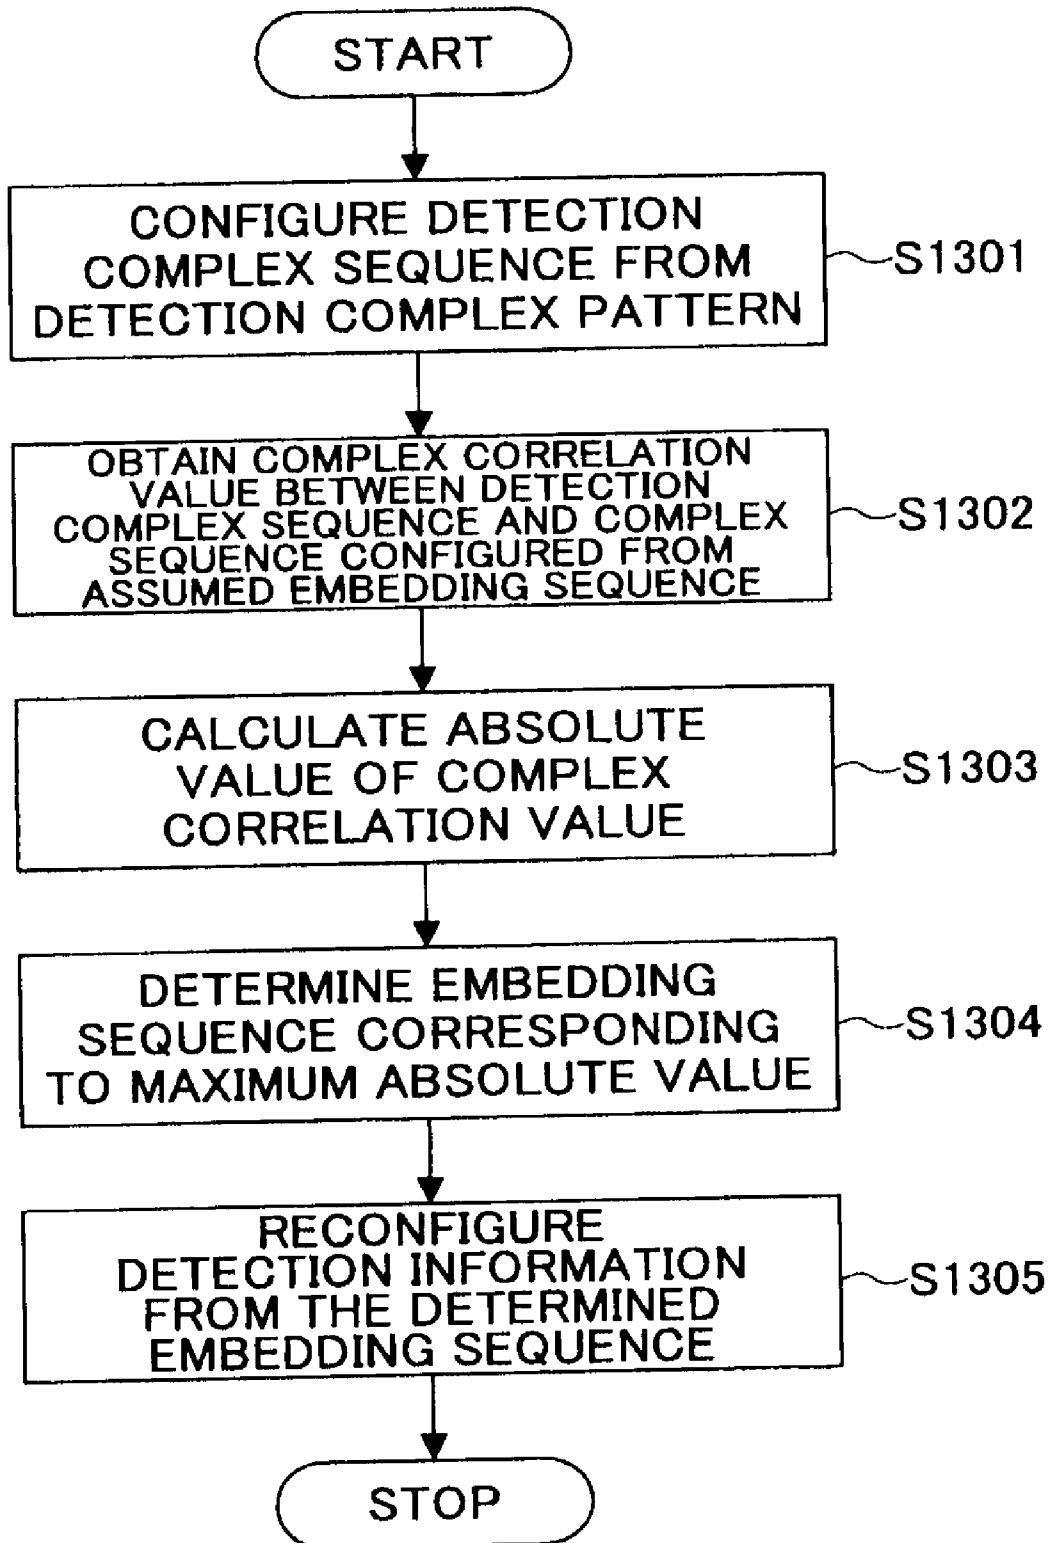 START
CONFIGURE DETECTION
COMPLEX SEQUENCE FROM
DETECTION COMPLEX PATTERN
S1301
OBTAIN COMPLEX CORRELATION
VALUE BETWEEN DETECTION
COMPLEX SEQUENCE AND COMPLEX
SEQUENCE CONFIGURED FROM
ASSUMED EMBEDDING SEQUENCE
S1302
CALCULATE ABSOLUTE
VALUE OF COMPLEX
CORRELATION VALUE
S1303
DETERMINE EMBEDDING
SEQUENCE CORRESPONDING
TO MAXIMUM ABSOLUTE VALUE
S1304
RECONFIGURE
DETECTION INFORMATION
FROM THE DETERMINED
EMBEDDING SEQUENCE
S1305
STOP